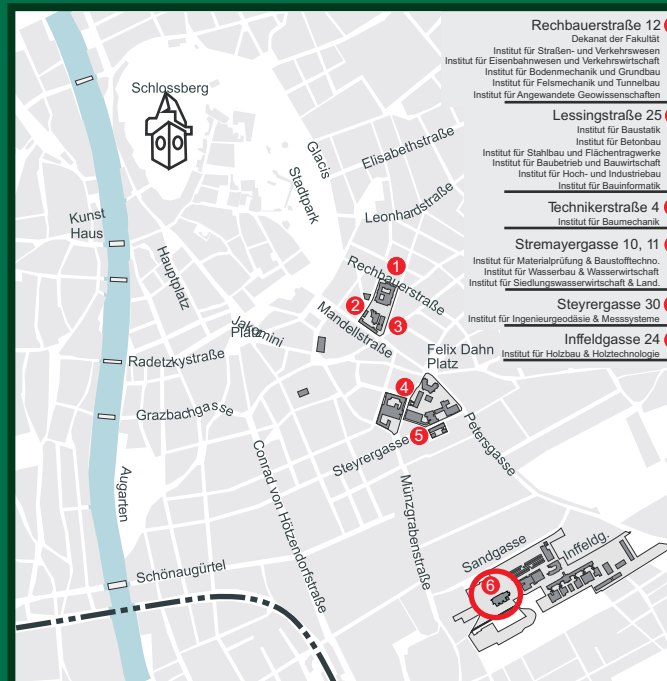 Rechbauerstraße 12
Dekanat der Fakultät
Institut für Straßen- und Verkehrswesen
Institut für Eisenbahnwesen und Verkehrswirtschaft
Institut für Bodenmechanik und Grundbau
Institut für Felsmechanik und Tunnelbau
Institut für Angewandete Geowissenschaften
Lessingstraße 25
Institut für Baustatik
Institut für Betonbau
Institut für Stahlbau und Flächentragwerke
Institut für Baubetrieb und Bauwirtschaft
Institut für Hoch- und Industriebau
Institut für Bauinformatik
Technikerstraße 4
Institut für Baumechanik
Stremayergasse 10, 11
Institut für Materialprüfung & Baustofftechno.
Institut für Wasserbau & Wasserwirtschaft
Institut für Siedlungswasserwirtschaft & Land.
Steyrergasse 30
Institut für Ingenieurgeodäsie & Messsysteme
Inffeldgasse 24
Institut für Holzbau & Holztechnologie
Schlossberg
Glacis
Elisabethstraße
Stadtpark
Leonhardstraße
Kunst
Haus
Hauptplatz
1
Rechbauerstraße
2
3
Mandellstraße
Jakomini
Platz
Felix Dahn
Platz
Radetzkystraße
4
Grazbachgasse
5
Steyrergasse
Petersgasse
Augarten
Conrad von Hötzendorfstraße
Münzgrabenstraße
Sandgasse
Inffeldg.
Schönaugürtel
6